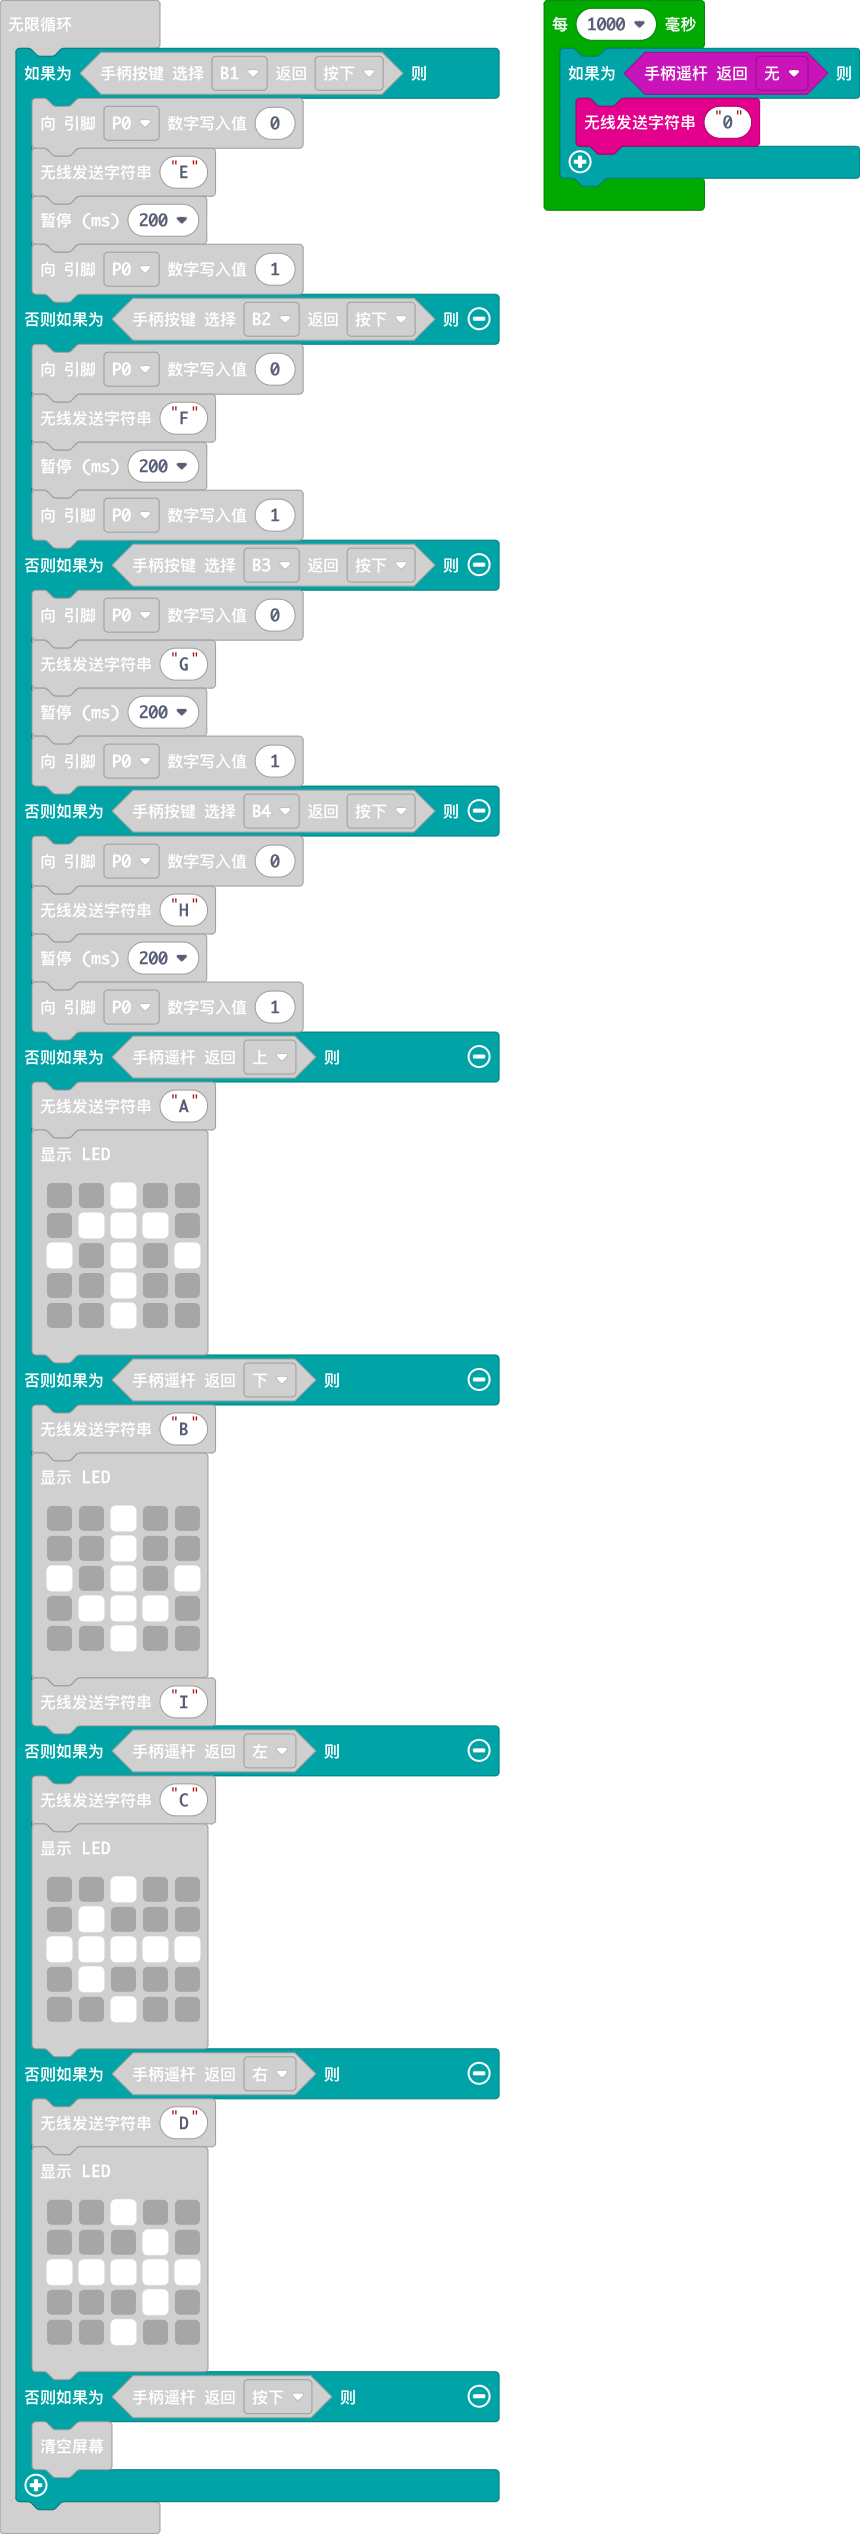 无限循环
如果为 手柄按键 选择 B1 返回 按下 则
向 引脚 P0 数字写入值 0
无线发送字符串 "E"
暂停 (ms) 200
向 引脚 P0 数字写入值 1
否则如果为 手柄按键 选择 B2 返回 按下 则
向 引脚 P0 数字写入值 0
无线发送字符串 "F"
暂停 (ms) 200
向 引脚 P0 数字写入值 1
否则如果为 手柄按键 选择 B3 返回 按下 则
向 引脚 P0 数字写入值 0
无线发送字符串 "G"
暂停 (ms) 200
向 引脚 P0 数字写入值 1
否则如果为 手柄按键 选择 B4 返回 按下 则
向 引脚 P0 数字写入值 0
无线发送字符串 "H"
暂停 (ms) 200
向 引脚 P0 数字写入值 1
否则如果为 手柄遥杆 返回 上 则
无线发送字符串 "A"
显示 LED
否则如果为 手柄遥杆 返回 下 则
无线发送字符串 "B"
显示 LED
无线发送字符串 "I"
否则如果为 手柄遥杆 返回 左 则
无线发送字符串 "C"
显示 LED
否则如果为 手柄遥杆 返回 右 则
无线发送字符串 "D"
显示 LED
否则如果为 手柄遥杆 返回 按下 则
清空屏幕
每 1000 毫秒
如果为 手柄遥杆 返回 无 则
无线发送字符串 "0"